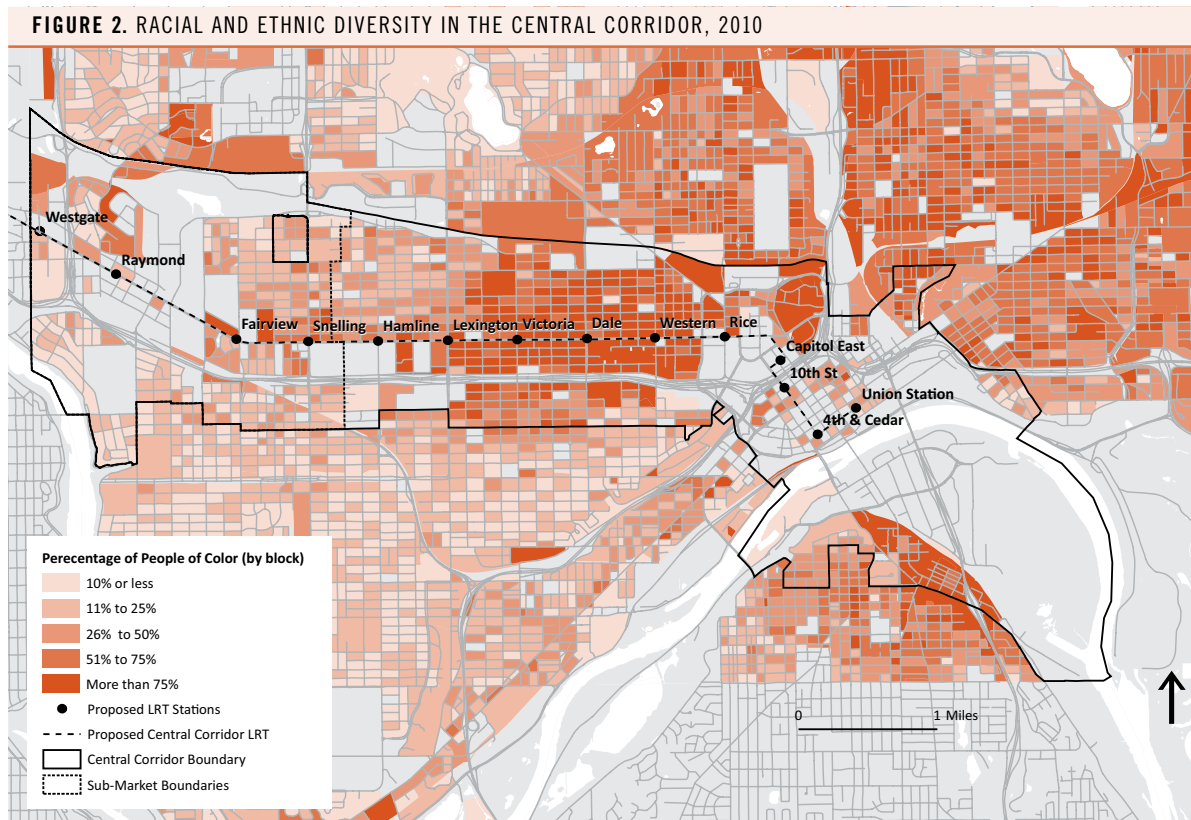 FIGURE 2. RACIAL AND ETHNIC DIVERSITY IN THE CENTRAL CORRIDOR, 2010
Westgate
Raymond
Fairview
Snelling
Hamline
Lexington
Victoria
Dale
Western
Rice
Capitol East
10th St
Union Station
4th & Cedar
Perecentage of People of Color (by block)
10% or less
11% to 25%
26% to 50%
51% to 75%
More than 75%
Proposed LRT Stations
Proposed Central Corridor LRT
Central Corridor Boundary
Sub-Market Boundaries
0 1 Miles